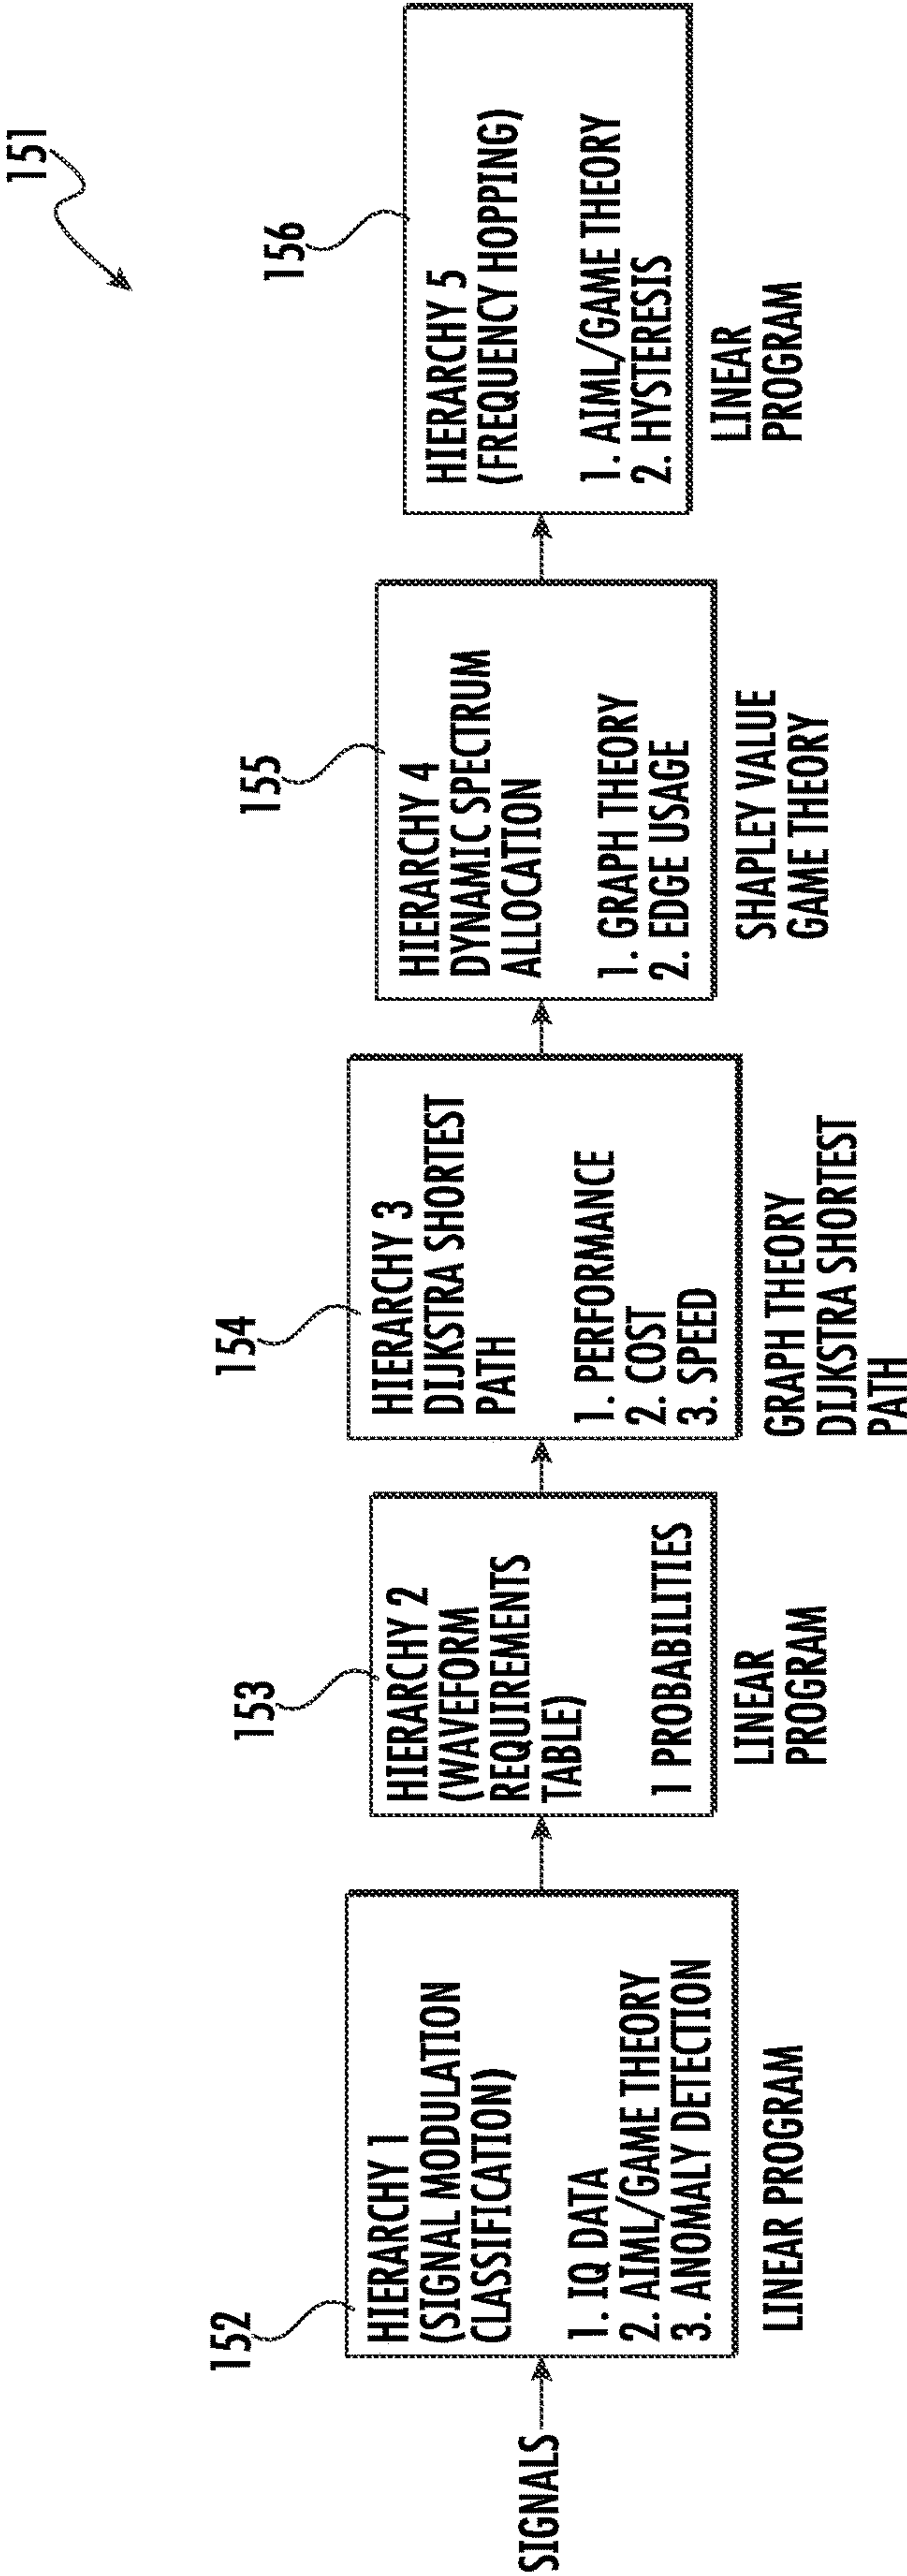 151
SIGNALS
152
HIERARCHY 1
(SIGNAL MODULATION
CLASSIFICATION)
1. IQ DATA
2. AIML/GAME THEORY
3. ANOMALY DETECTION
LINEAR PROGRAM
153
HIERARCHY 2
(WAVEFORM
REQUIREMENTS
TABLE)
1 PROBABILITIES
LINEAR
PROGRAM
154
HIERARCHY 3
DIJKSTRA SHORTEST
PATH
1. PERFORMANCE
2. COST
3. SPEED
GRAPH THEORY
DIJKSTRA SHORTEST
PATH
155
HIERARCHY 4
DYNAMIC SPECTRUM
ALLOCATION
1. GRAPH THEORY
2. EDGE USAGE
SHAPLEY VALUE
GAME THEORY
156
HIERARCHY 5
(FREQUENCY HOPPING)
1. AIML/GAME THEORY
2. HYSTERESIS
LINEAR
PROGRAM